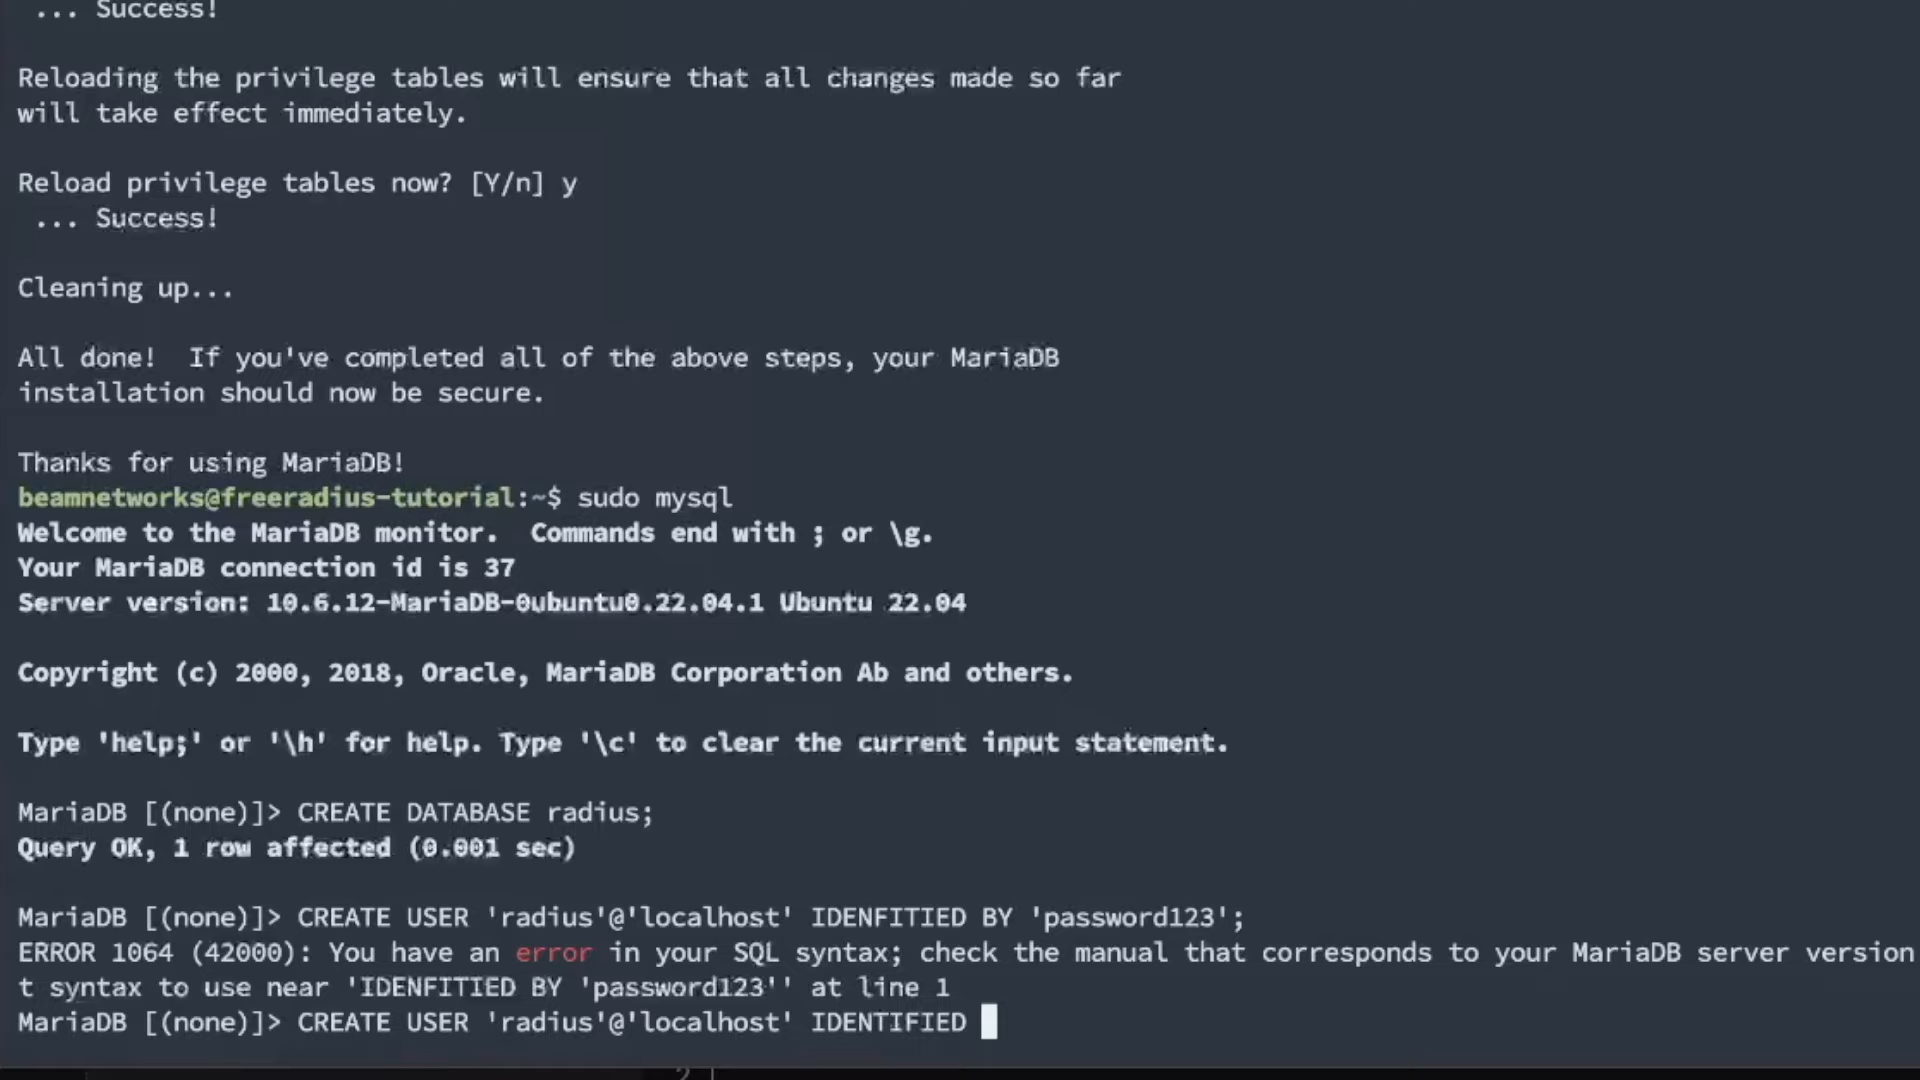 ... Success!
Reloading the privilege tables will ensure that all changes made so far
will take effect immediately.
Reload privilege tables now? [Y/n] y
... Success!
Cleaning up...
All done!  If you've completed all of the above steps, your MariaDB
installation should now be secure.
Thanks for using MariaDB!
beamnetworks@freeradius-tutorial:~$ sudo mysql
Welcome to the MariaDB monitor.  Commands end with ; or \g.
Your MariaDB connection id is 37
Server version: 10.6.12-MariaDB-0ubuntu0.22.04.1 Ubuntu 22.04
Copyright (c) 2000, 2018, Oracle, MariaDB Corporation Ab and others.
Type 'help;' or '\h' for help. Type '\c' to clear the current input statement.
MariaDB [(none)]> CREATE DATABASE radius;
Query OK, 1 row affected (0.001 sec)
MariaDB [(none)]> CREATE USER 'radius'@'localhost' IDENFITIED BY 'password123';
ERROR 1064 (42000): You have an error in your SQL syntax; check the manual that corresponds to your MariaDB server version
t syntax to use near 'IDENFITIED BY 'password123'' at line 1
MariaDB [(none)]> CREATE USER 'radius'@'localhost' IDENTIFIED